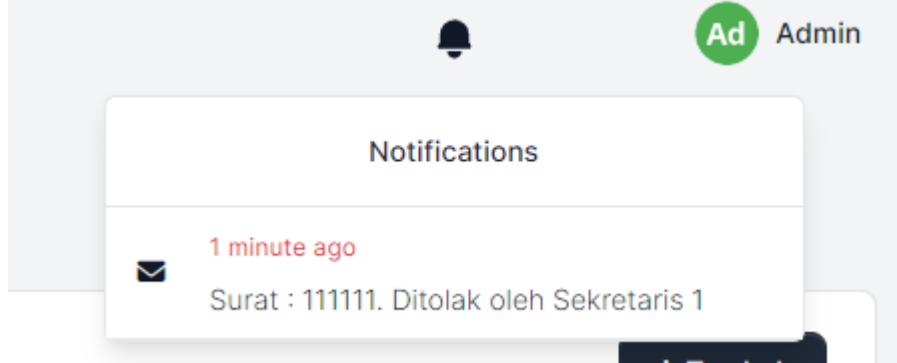 Ad Admin
Notifications
1 minute ago
Surat : 111111. Ditolak oleh Sekretaris 1